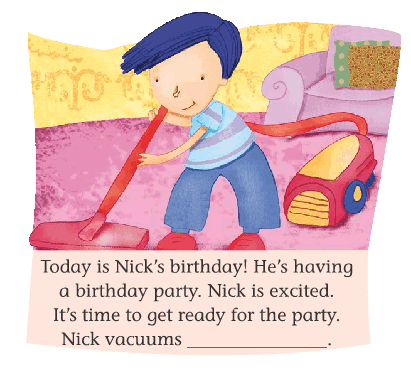 Today is Nick's birthday! He's having
a birthday party. Nick is excited.
It's time to get ready for the party.
Nick vacuums _______________.